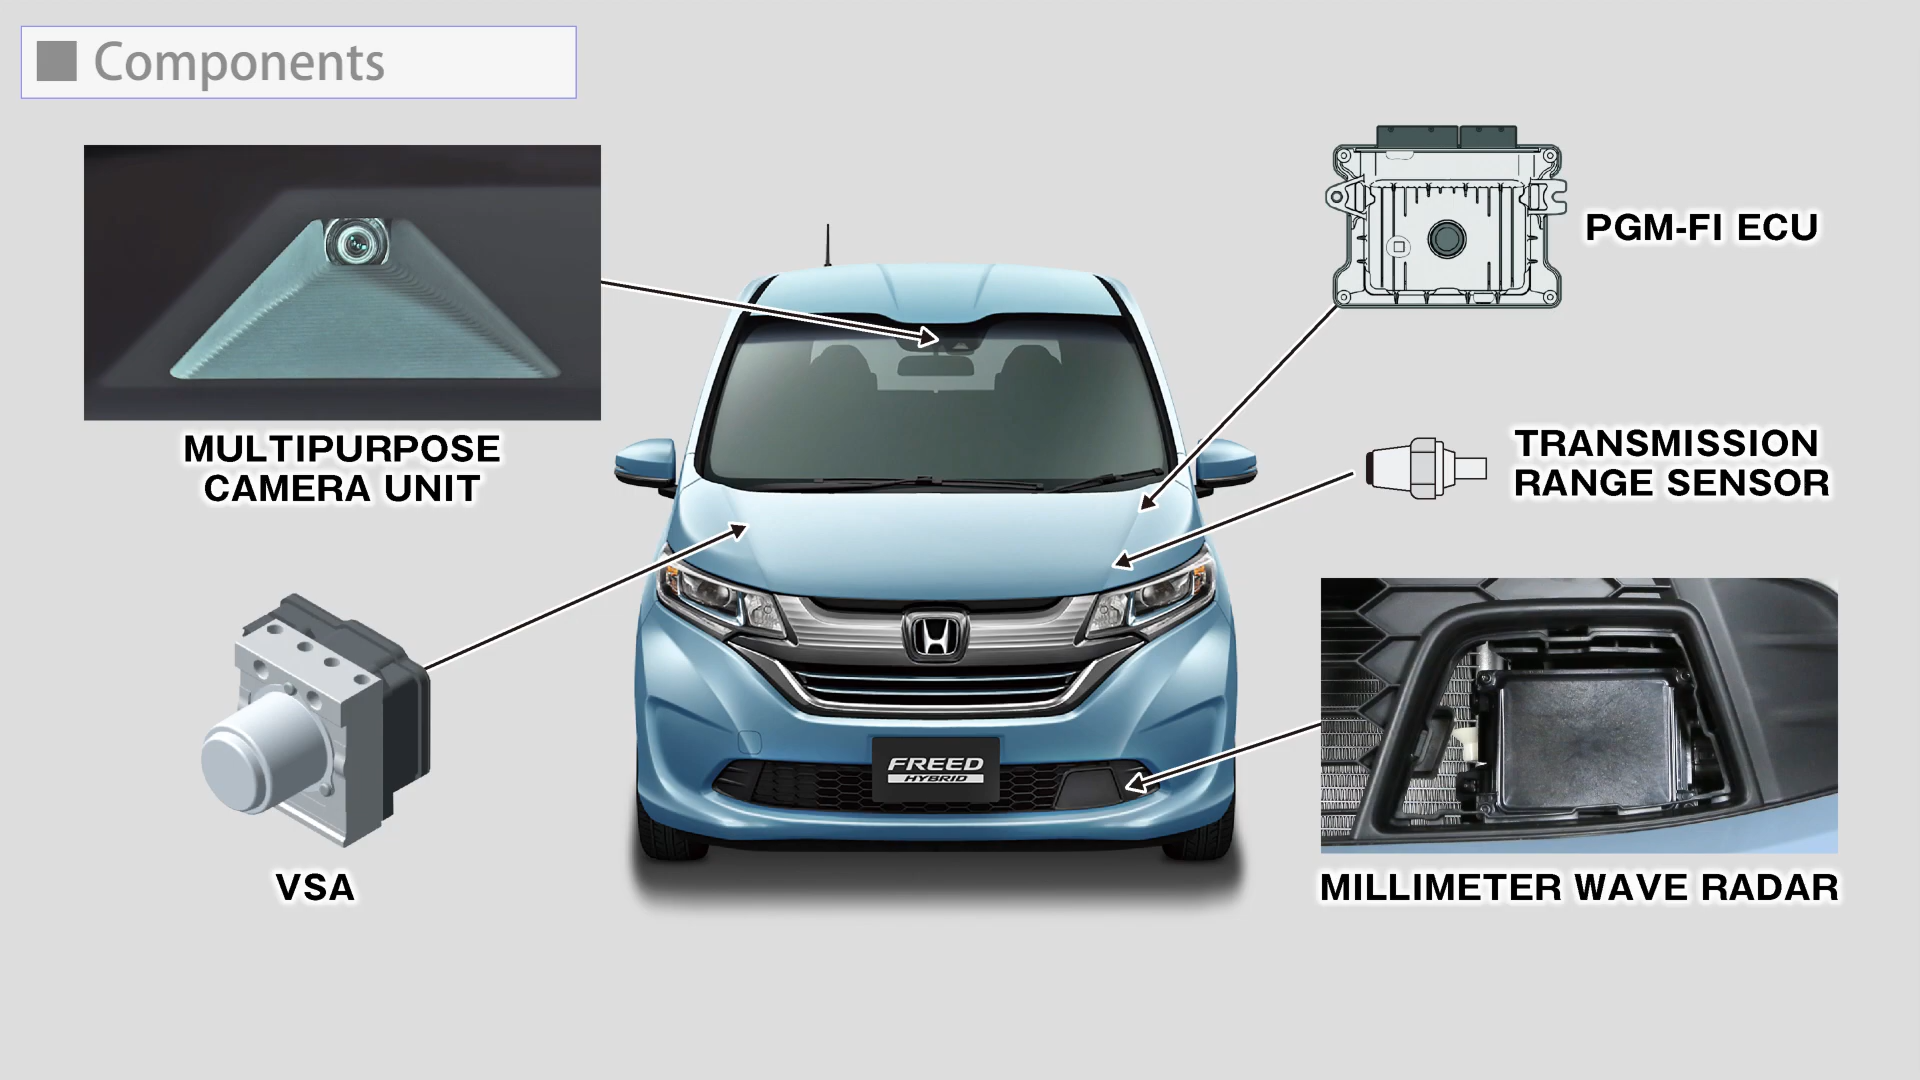 Components
MULTIPURPOSE
CAMERA UNIT
PGM-FI ECU
TRANSMISSION
RANGE SENSOR
FREED
HYBRID
VSA
MILLIMETER WAVE RADAR